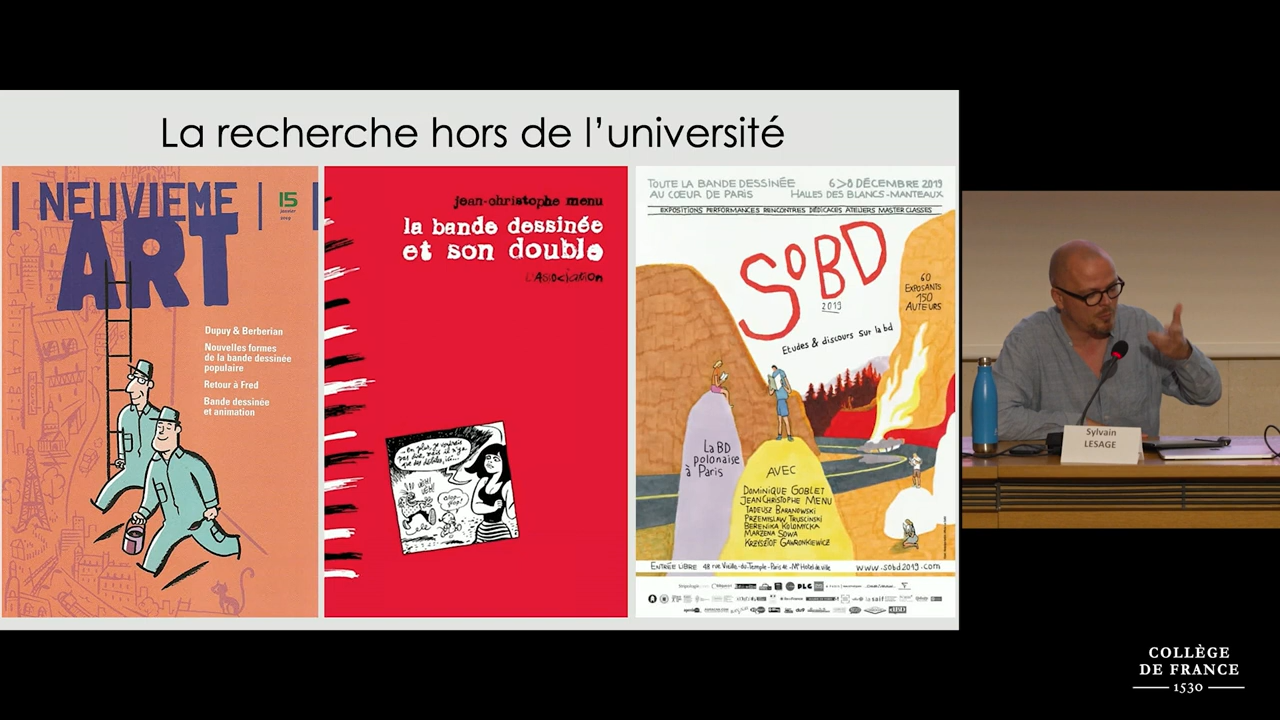 La recherche hors de l'université
NEUVIEME
ART
15
Dupuy & Berberian
Nouvelles formes
de la bande dessinée
populaire
Retour à Fred
Bande dessinée
et animation
jean-christophe menu
la bande dessinée
et son double
L'Association
TOUTE LA BANDE DESSINÉE
AU CŒUR DE PARIS
6>8 DÉCEMBRE 2019
HALLES DES BLANCS-MANTEAUX
EXPOSITIONS PERFORMANCES RENCONTRES DÉDICACES ATELIERS MASTER CLASSES
SoBD
2019
Etudes & discours sur la bd
60
EXPOSANTS
150
AUTEURS
La BD
polonaise
à Paris
AVEC
DOMINIQUE GOBLET
JEAN CHRISTOPHE MENU
TADEUSZ BARANOWSKI
PRZEMYSŁAW TRUSCINSKI
BERENIKA KOLOMYCKA
MARZENA SOWA
KRZYSZTOF GAWRONKIEWICZ
ENTRÉE LIBRE 48 rue Vieille-du-Temple - Paris 4e - M° Hôtel de ville
www.sobd2019.com
Sylvain
LESAGE
COLLÈGE
DE FRANCE
1530